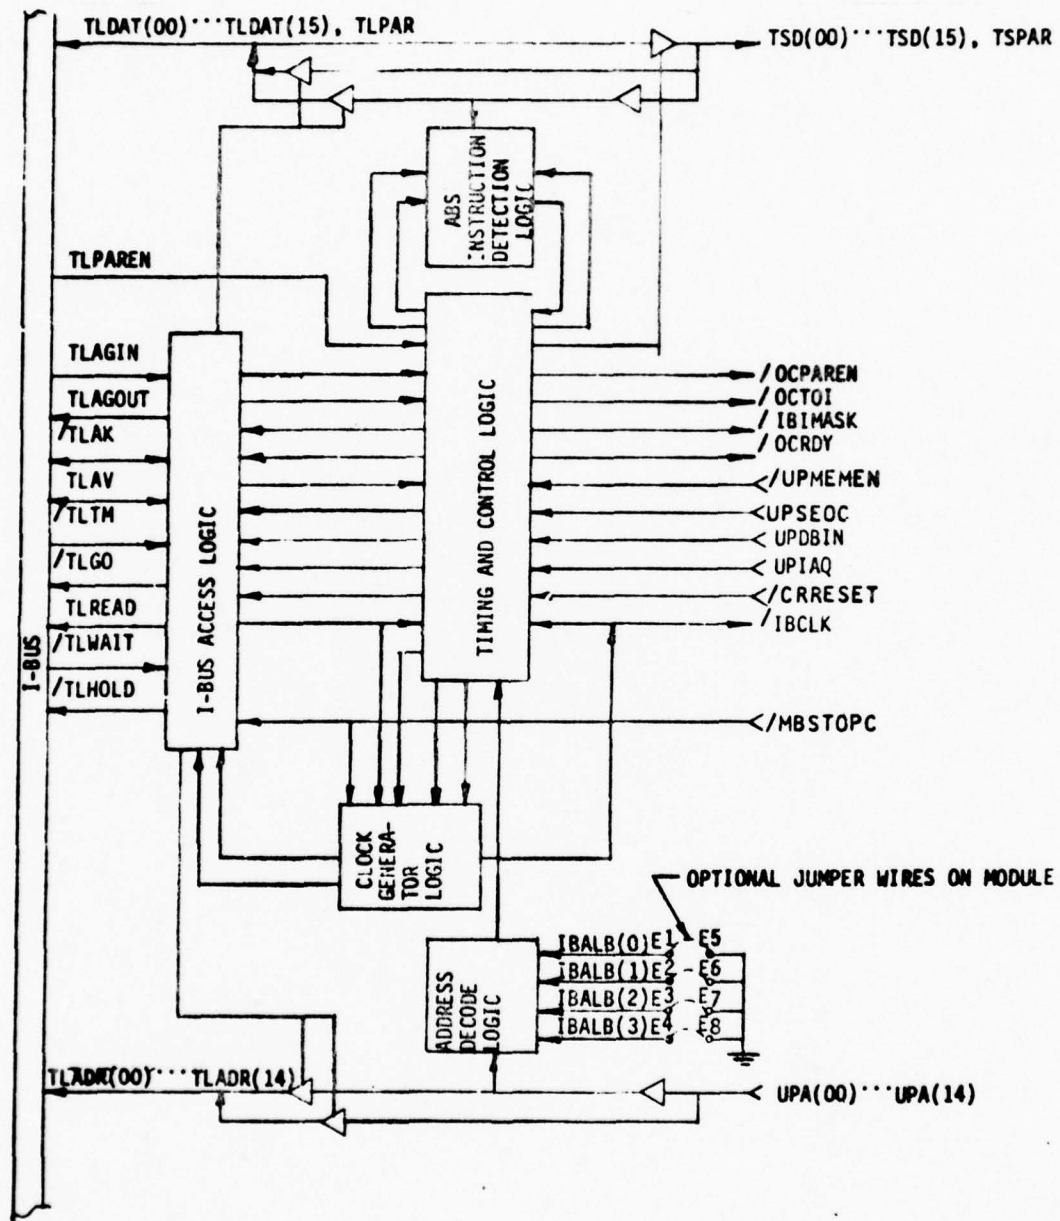 TLDAT(00)···TLDAT(15), TLPAR
TSD(00)···TSD(15), TSPAR
ABS
INSTRUCTION
DETECTION
LOGIC
TLPAREN
TLAGIN
TLAGOUT
/TLAK
TLAV
/TLTM
/TLGO
TLREAD
/TLWAIT
/TLHOLD
I-BUS
I-BUS ACCESS LOGIC
TIMING AND CONTROL LOGIC
/OCPAREN
/OCTOI
/IBIMASK
/OCRDY
/UPMEMEN
UPSEOC
UPDBIN
UPIAQ
/CRRESET
/IBCLK
/MBSTOPC
CLOCK
GENERA-
TOR
LOGIC
OPTIONAL JUMPER WIRES ON MODULE
ADDRESS
DECODE
LOGIC
IBALB(0) E1 E5
IBALB(1) E2 E6
IBALB(2) E3 E7
IBALB(3) E4 E8
TLADR(00)···TLADR(14)
UPA(00)···UPA(14)